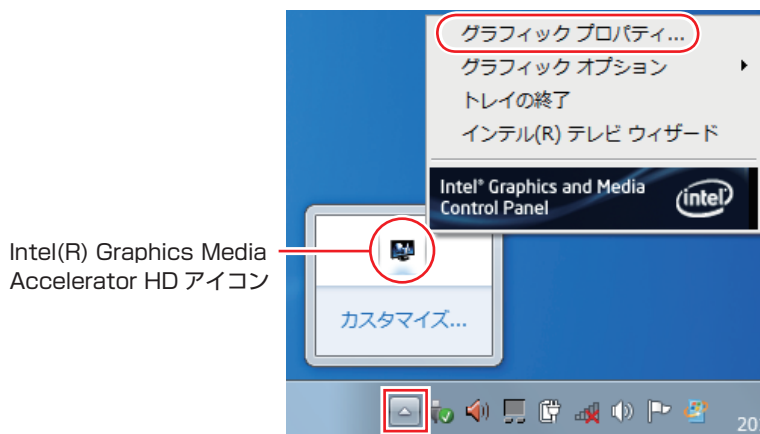 グラフィック プロパティ...
グラフィック オプション
トレイの終了
インテル(R) テレビ ウィザード
Intel® Graphics and Media
Control Panel
intel
Intel(R) Graphics Media
Accelerator HD アイコン
カスタマイズ...